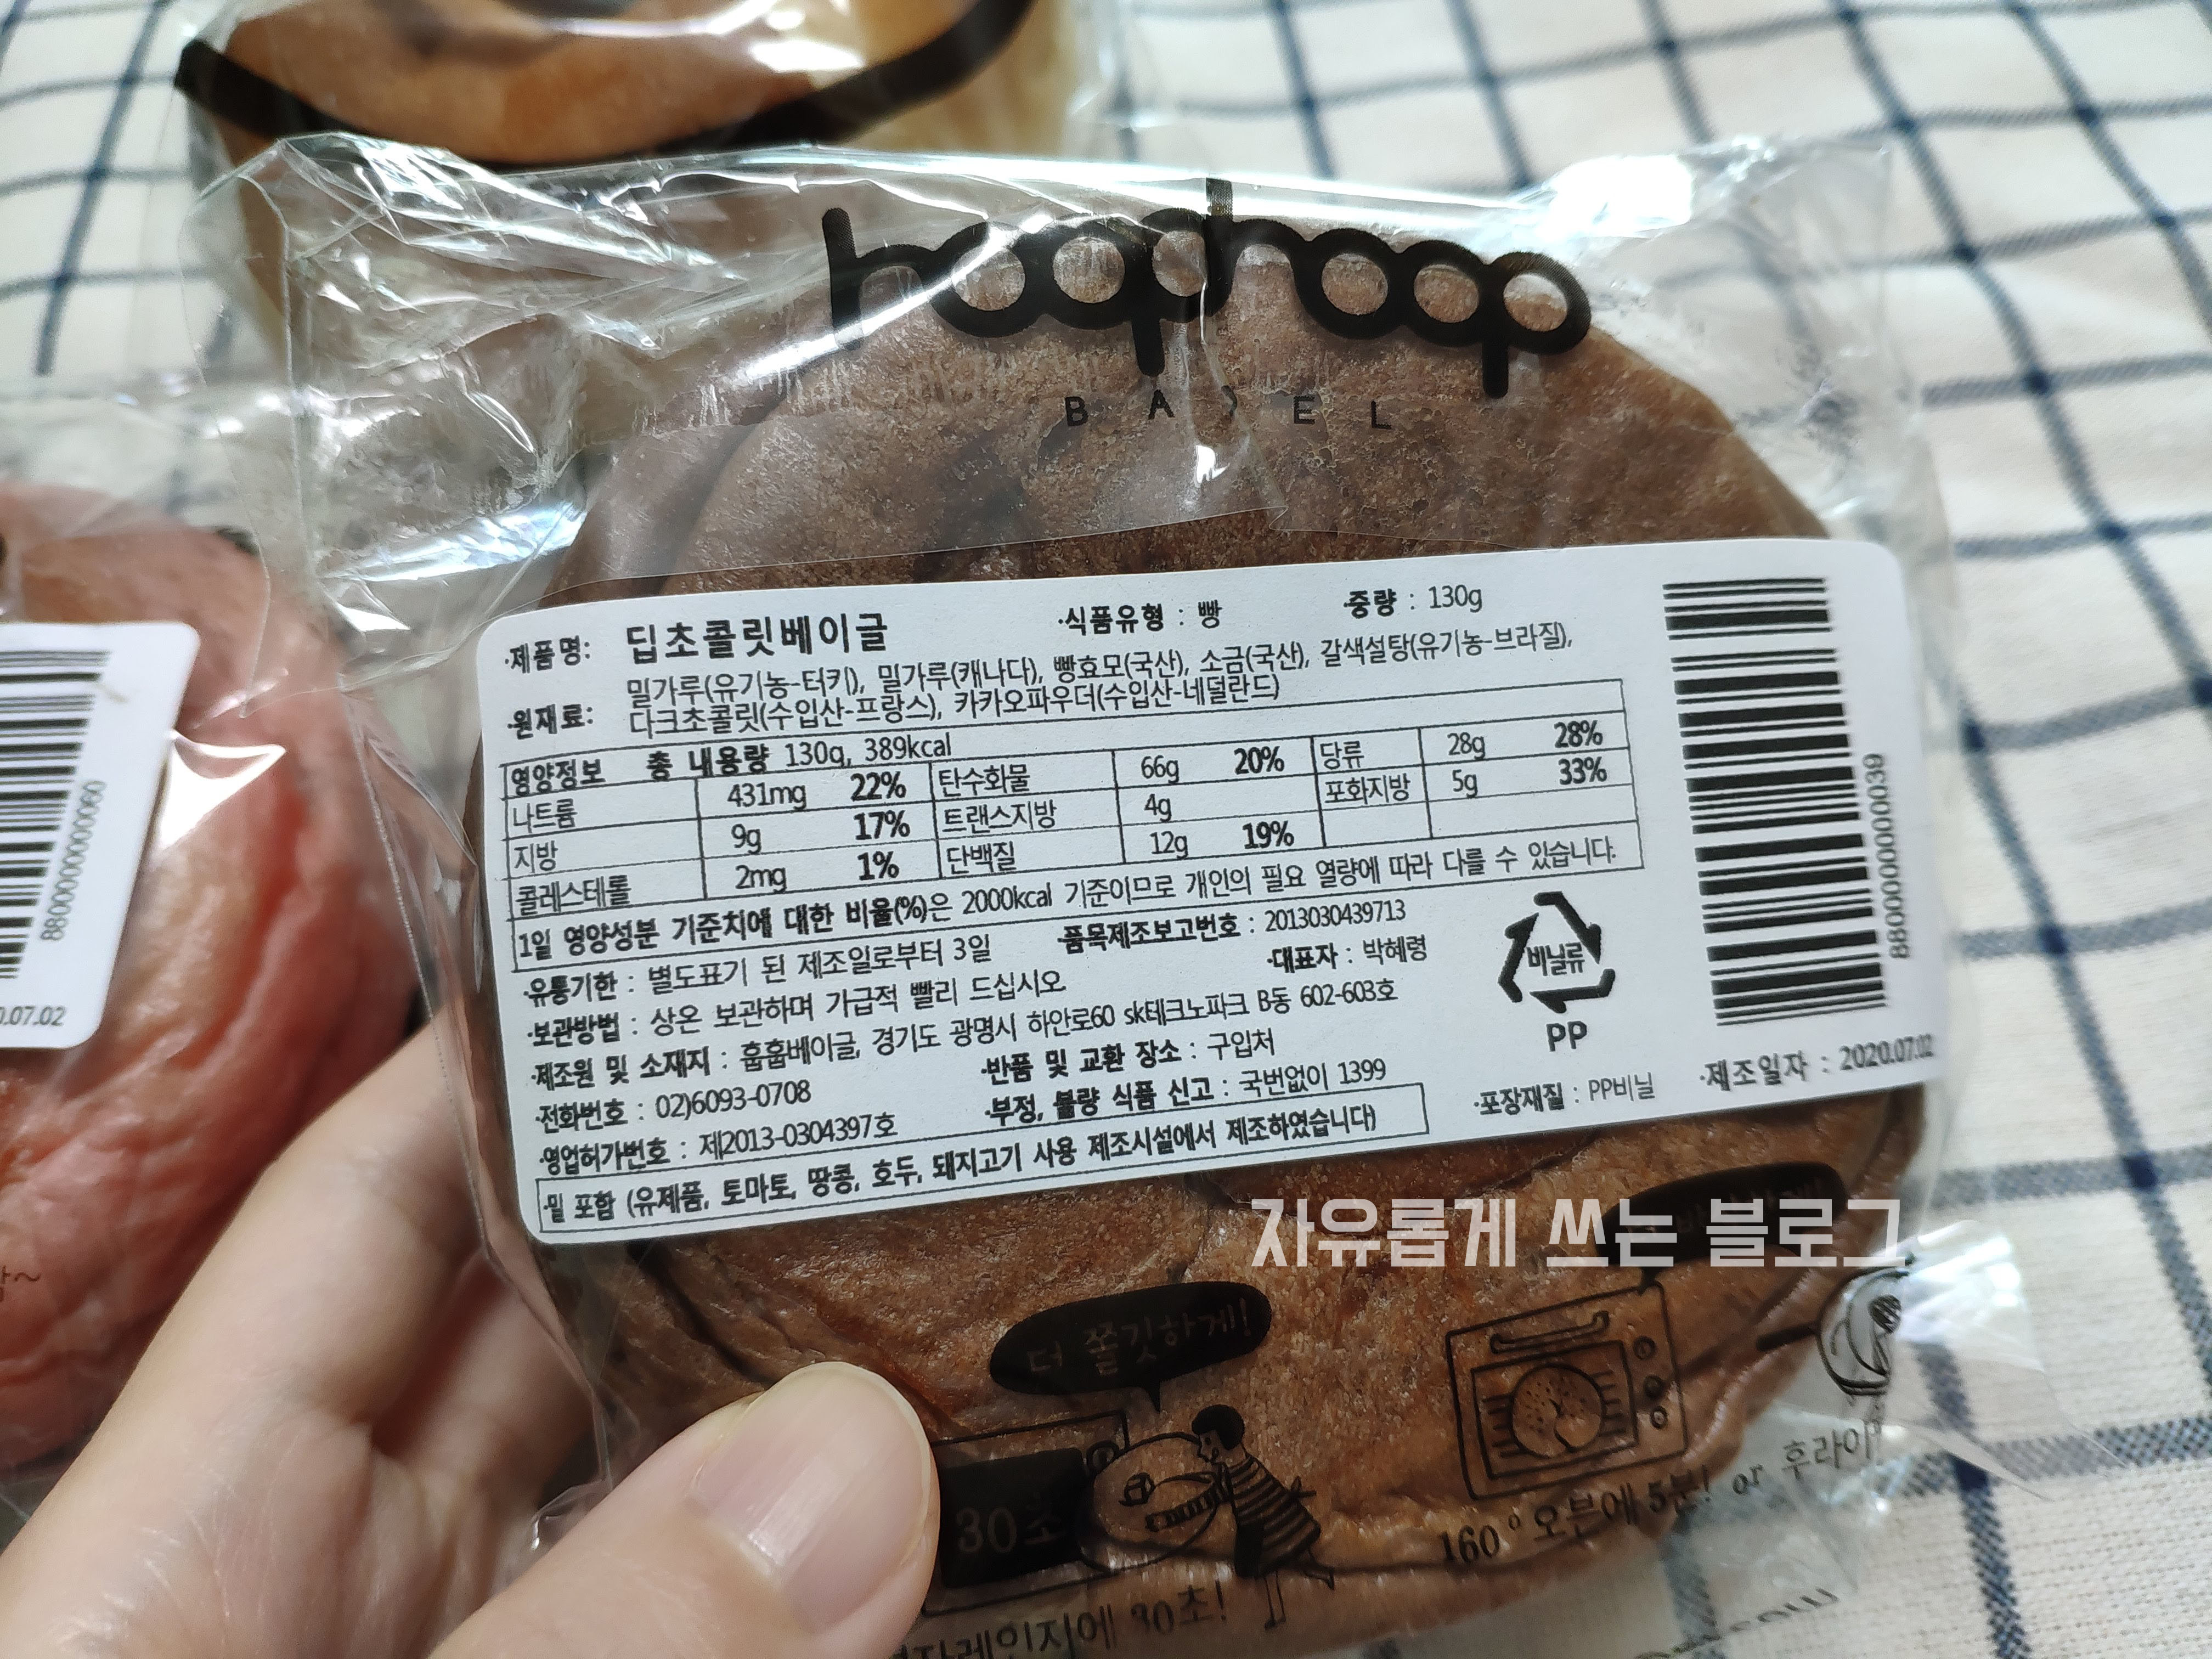 hoophoop
BAGEL
·제품명: 딥초콜릿베이글 ·식품유형 : 빵 ·중량 : 130g
·원재료: 밀가루(유기농-터키), 밀가루(캐나다), 빵효모(국산), 소금(국산), 갈색설탕(유기농-브라질),
다크초콜릿(수입산-프랑스), 카카오파우더(수입산-네덜란드)
영양정보 총 내용량 130g, 389kcal
나트륨 431mg 22% 탄수화물 66g 20% 당류 28g 28%
지방 9g 17% 트랜스지방 4g 포화지방 5g 33%
콜레스테롤 2mg 1% 단백질 12g 19%
1일 영양성분 기준치에 대한 비율(%)은 2000kcal 기준이므로 개인의 필요 열량에 따라 다를 수 있습니다.
·유통기한 : 별도표기 된 제조일로부터 3일 ·품목제조보고번호 : 2013030439713
·보관방법 : 상온 보관하며 가급적 빨리 드십시오. ·대표자 : 박혜령
·제조원 및 소재지 : 훕훕베이글, 경기도 광명시 하안로60 sk테크노파크 B동 602-603호
·전화번호 : 02)6093-0708 ·반품 및 교환 장소 : 구입처
·영업허가번호 : 제2013-0304397호 ·부정, 불량 식품 신고 : 국번없이 1399
·밀 포함 (유제품, 토마토, 땅콩, 호두, 돼지고기 사용 제조시설에서 제조하였습니다)
비닐류
PP
·포장재질 : PP비닐
·제조일자 : 2020.07.02
8800000000039
8800000000060
0.07.02
자유롭게 쓰는 블로그
더 쫄깃하게!
30초
160° 오븐에 5분! or 후라이
자레인지에 30초!